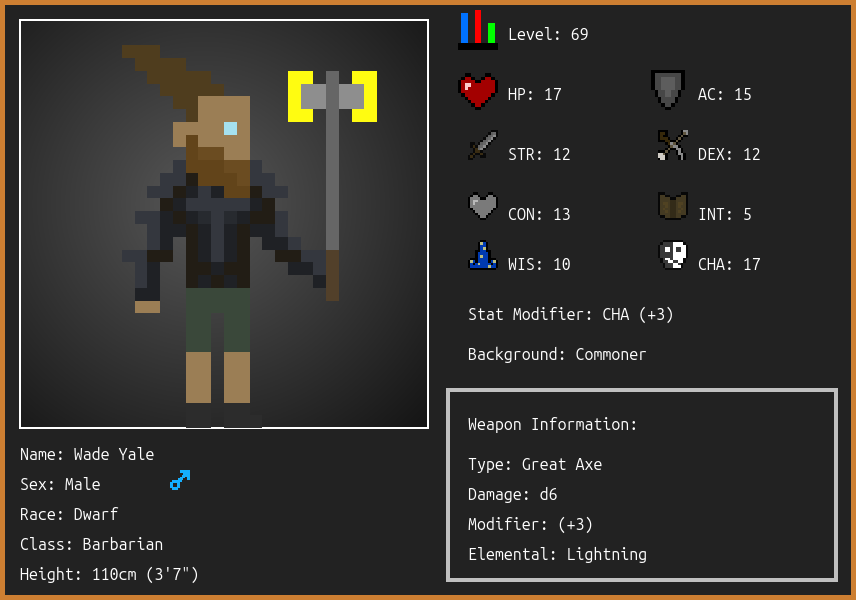 Level: 69
HP: 17
AC: 15
STR: 12
DEX: 12
CON: 13
INT: 5
WIS: 10
CHA: 17
Stat Modifier: CHA (+3)
Background: Commoner
Weapon Information:
Type: Great Axe
Damage: d6
Modifier: (+3)
Elemental: Lightning
Name: Wade Yale
Sex: Male
Race: Dwarf
Class: Barbarian
Height: 110cm (3'7")